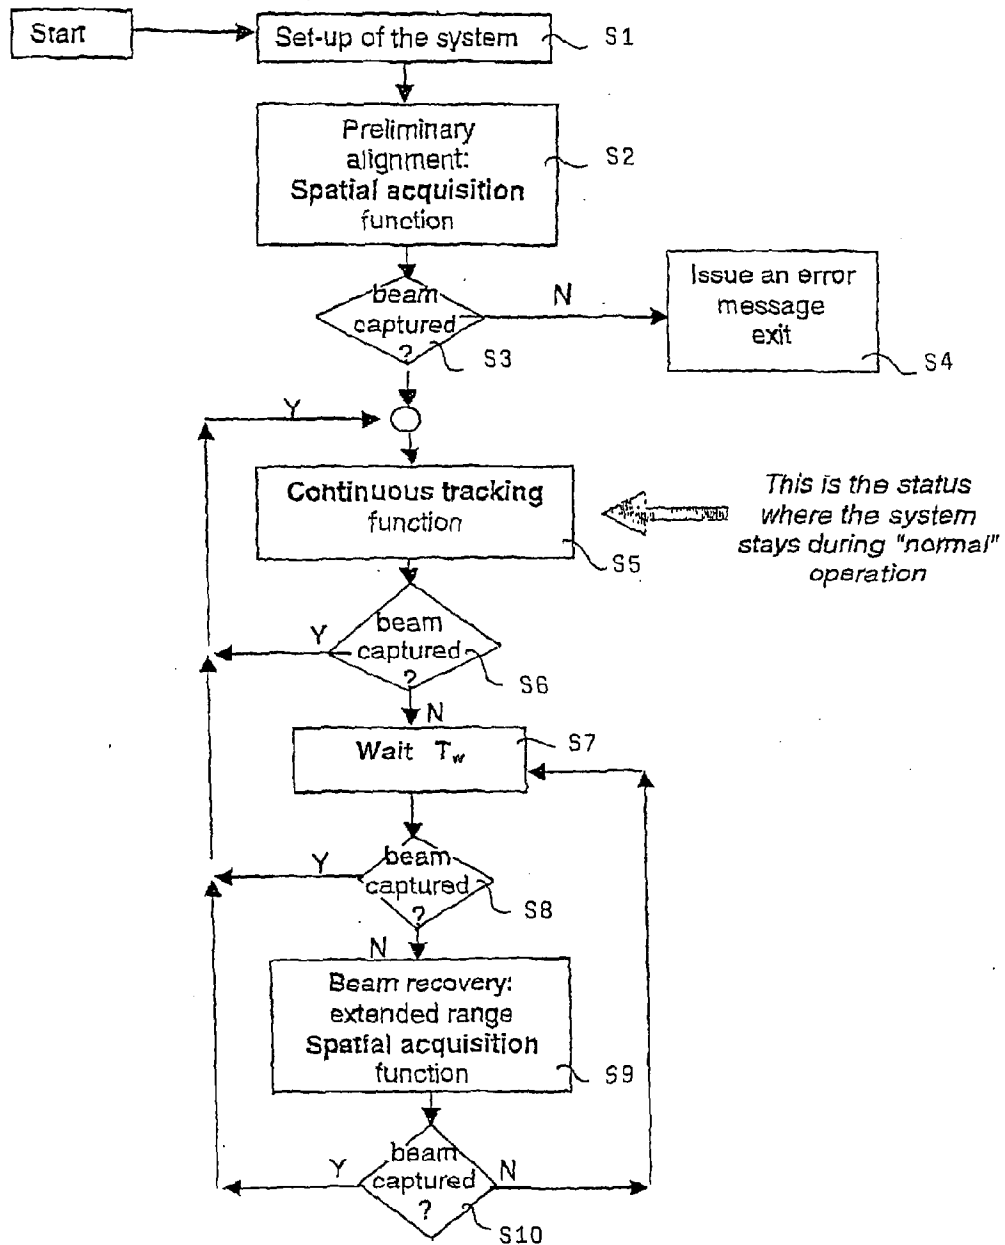 Start
Set-up of the system
S1
Preliminary
alignment:
Spatial acquisition
function
S2
beam
captured
?
S3
N
Issue an error
message
exit
S4
Y
Continuous tracking
function
S5
This is the status
where the system
stays during "normal"
operation
beam
captured
?
S6
Y
N
Wait Tw
S7
beam
captured
?
S8
Y
N
Beam recovery:
extended range
Spatial acquisition
function
S9
beam
captured
?
S10
Y
N